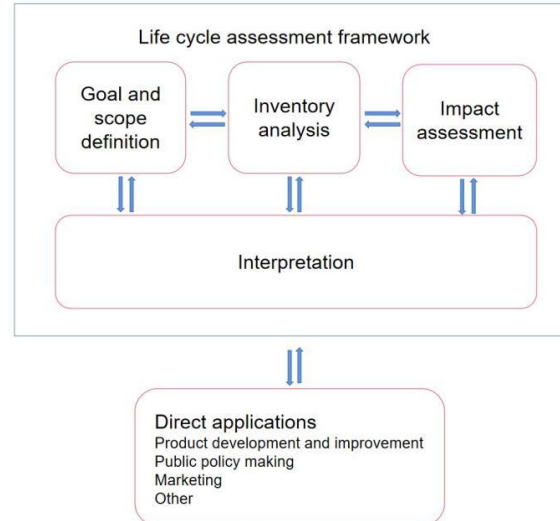 Life cycle assessment framework
Goal and
scope
definition
Inventory
analysis
Impact
assessment
Interpretation
Direct applications
Product development and improvement
Public policy making
Marketing
Other